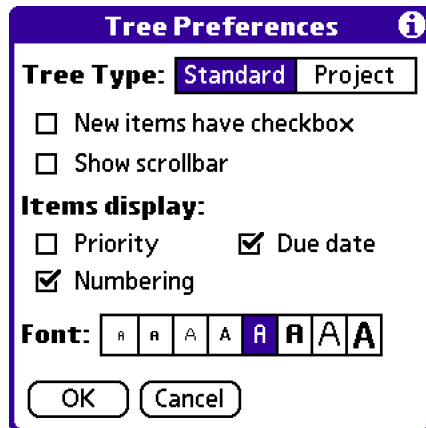 Tree Preferences i
Tree Type: Standard Project
New items have checkbox
Show scrollbar
Items display:
Priority Due date
Numbering
Font: A A A A A A A A
OK Cancel